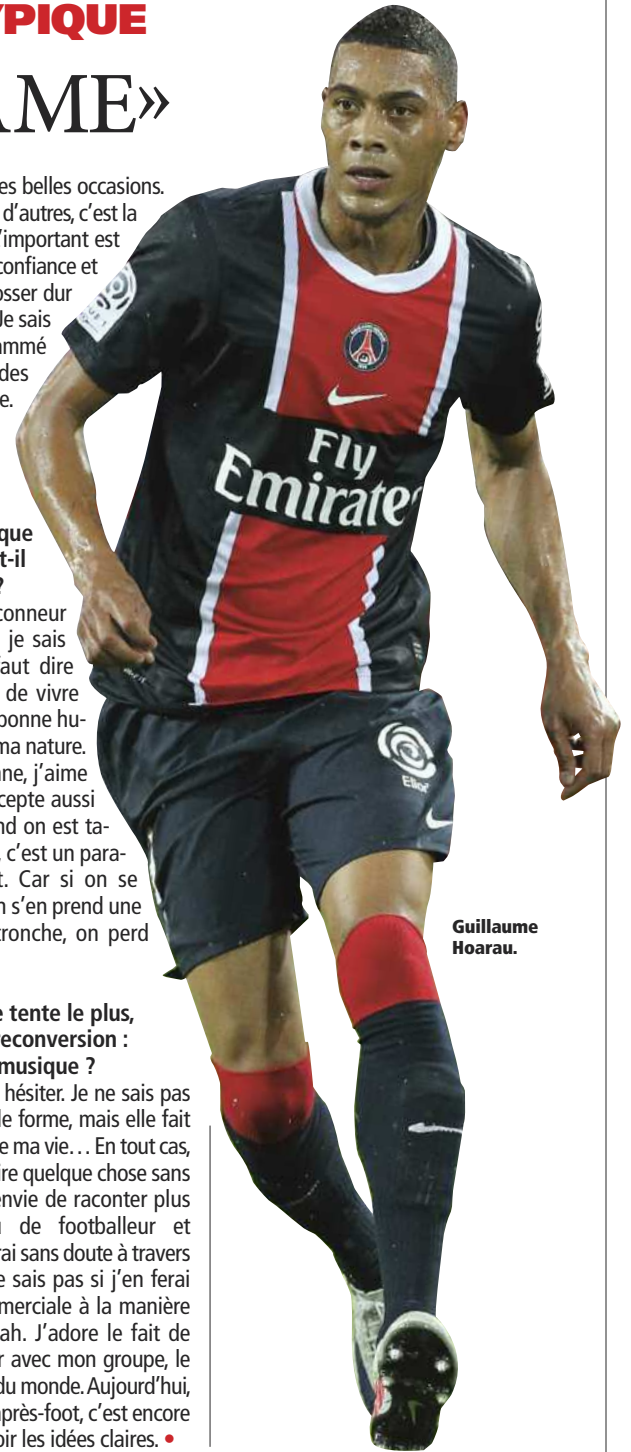 YPIQUE
AME»
es belles occasions.
d'autres, c'est la
'important est
confiance et
osser dur
Je sais
ammé
des
e.
que
t-il
?
conneur
je sais
aut dire
de vivre
bonne hu-
ma nature.
ne, j'aime
cepte aussi
nd on est ta-
, c'est un para-
t. Car si on se
n s'en prend une
tronche, on perd
e tente le plus,
reconversion :
musique ?
hésiter. Je ne sais pas
le forme, mais elle fait
e ma vie… En tout cas,
ire quelque chose sans
envie de raconter plus
de footballeur et
rai sans doute à travers
e sais pas si j'en ferai
merciale à la manière
ah. J'adore le fait de
r avec mon groupe, le
du monde. Aujourd'hui,
après-foot, c'est encore
oir les idées claires. •
Fly
Emirates
Guillaume
Hoarau.